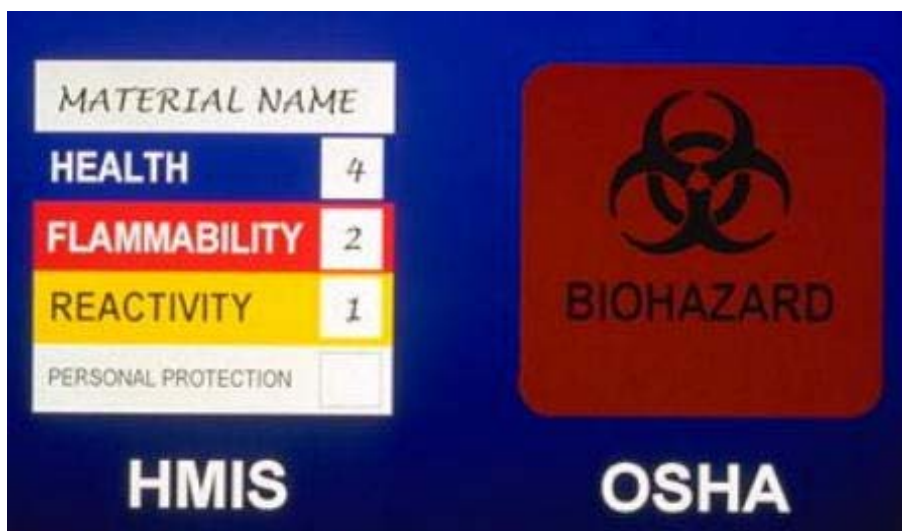 MATERIAL NAME
HEALTH 4
FLAMMABILITY 2
REACTIVITY 1
PERSONAL PROTECTION
HMIS
BIOHAZARD
OSHA